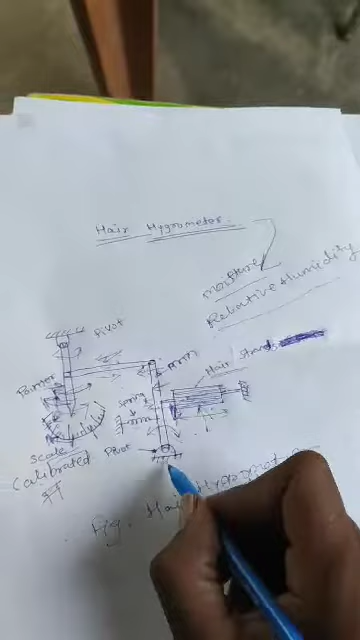 Hair Hygrometer
moisture
Relative Humidity
Pivot
Arm
Hair strand
Pointer
Spring
Scale
Pivot
Calibrated
Fig. Hair Hygrometer